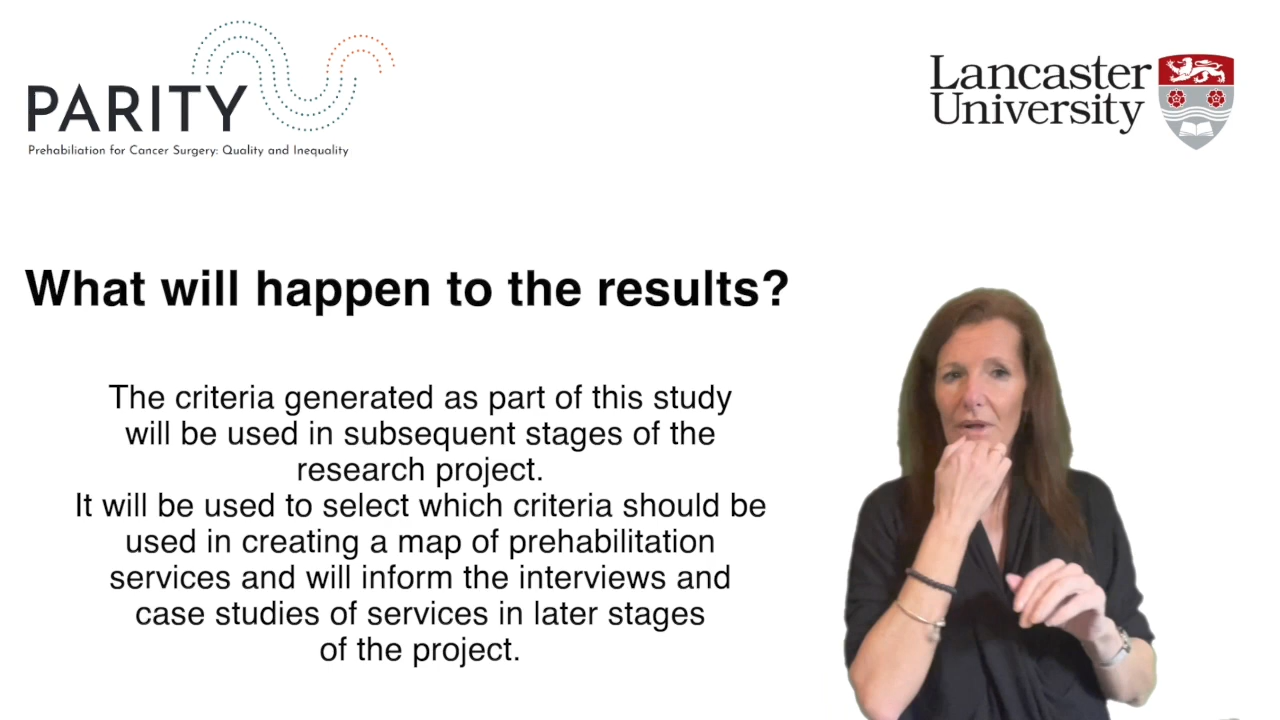 PARITY
Prehabiliation for Cancer Surgery: Quality and Inequality
Lancaster
University
What will happen to the results?
The criteria generated as part of this study
will be used in subsequent stages of the
research project.
It will be used to select which criteria should be
used in creating a map of prehabilitation
services and will inform the interviews and
case studies of services in later stages
of the project.